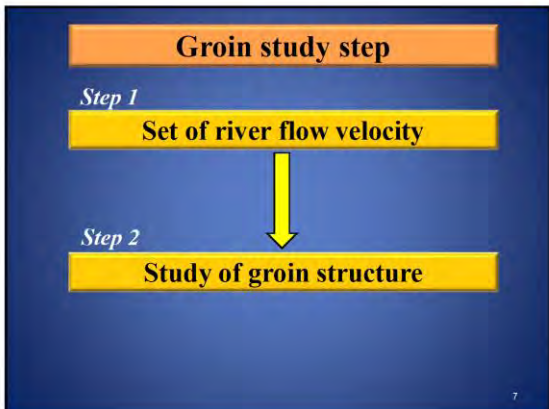 Groin study step
Step 1
Set of river flow velocity
Step 2
Study of groin structure
7